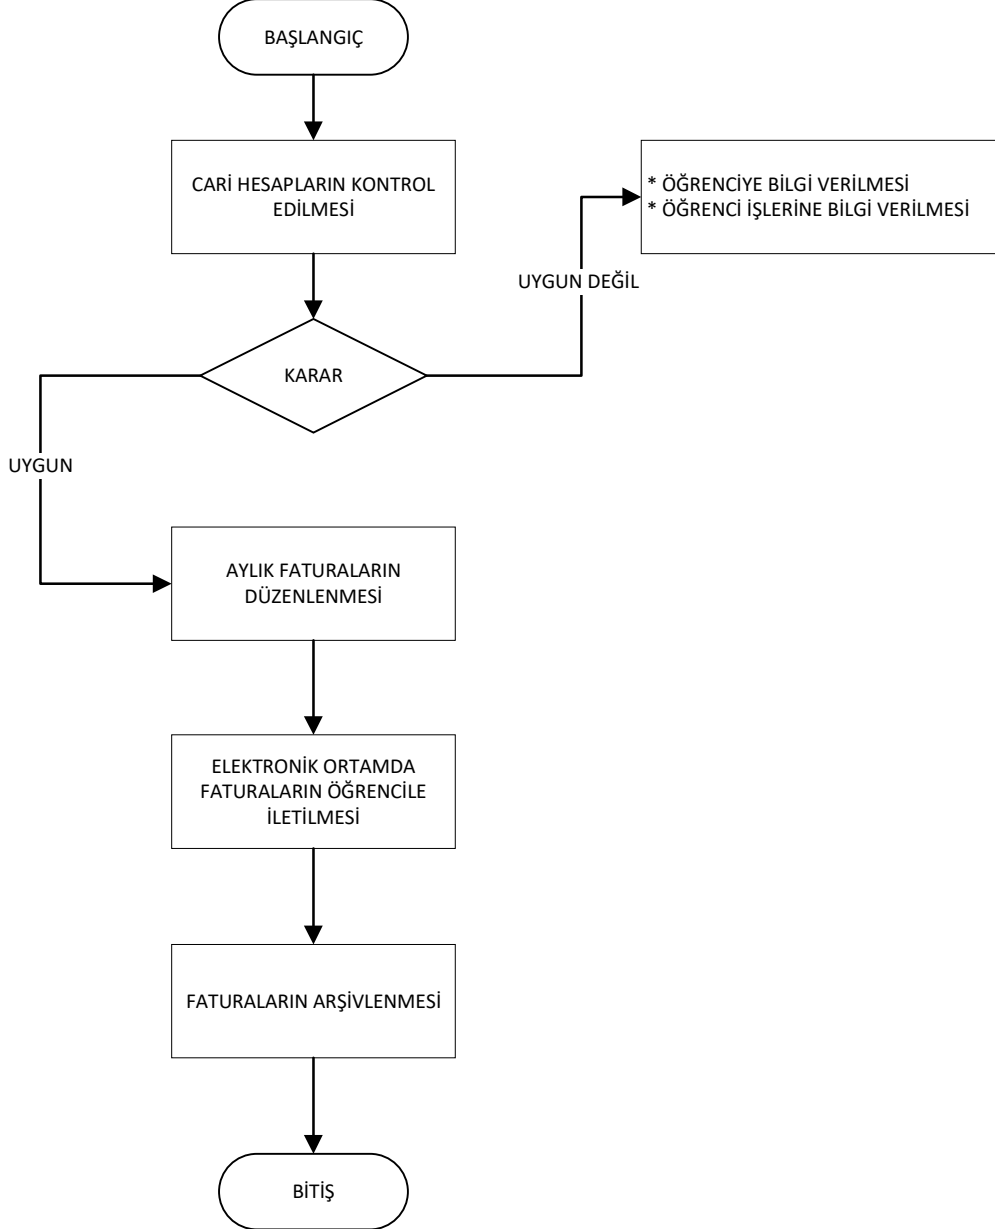 BAŞLANGIÇ
CARİ HESAPLARIN KONTROL
EDİLMESİ
* ÖĞRENCİYE BİLGİ VERİLMESİ
* ÖĞRENCİ İŞLERİNE BİLGİ VERİLMESİ
UYGUN DEĞİL
KARAR
UYGUN
AYLIK FATURALARIN
DÜZENLENMESİ
ELEKTRONİK ORTAMDA
FATURALARIN ÖĞRENCİLE
İLETİLMESİ
FATURALARIN ARŞİVLENMESİ
BİTİŞ